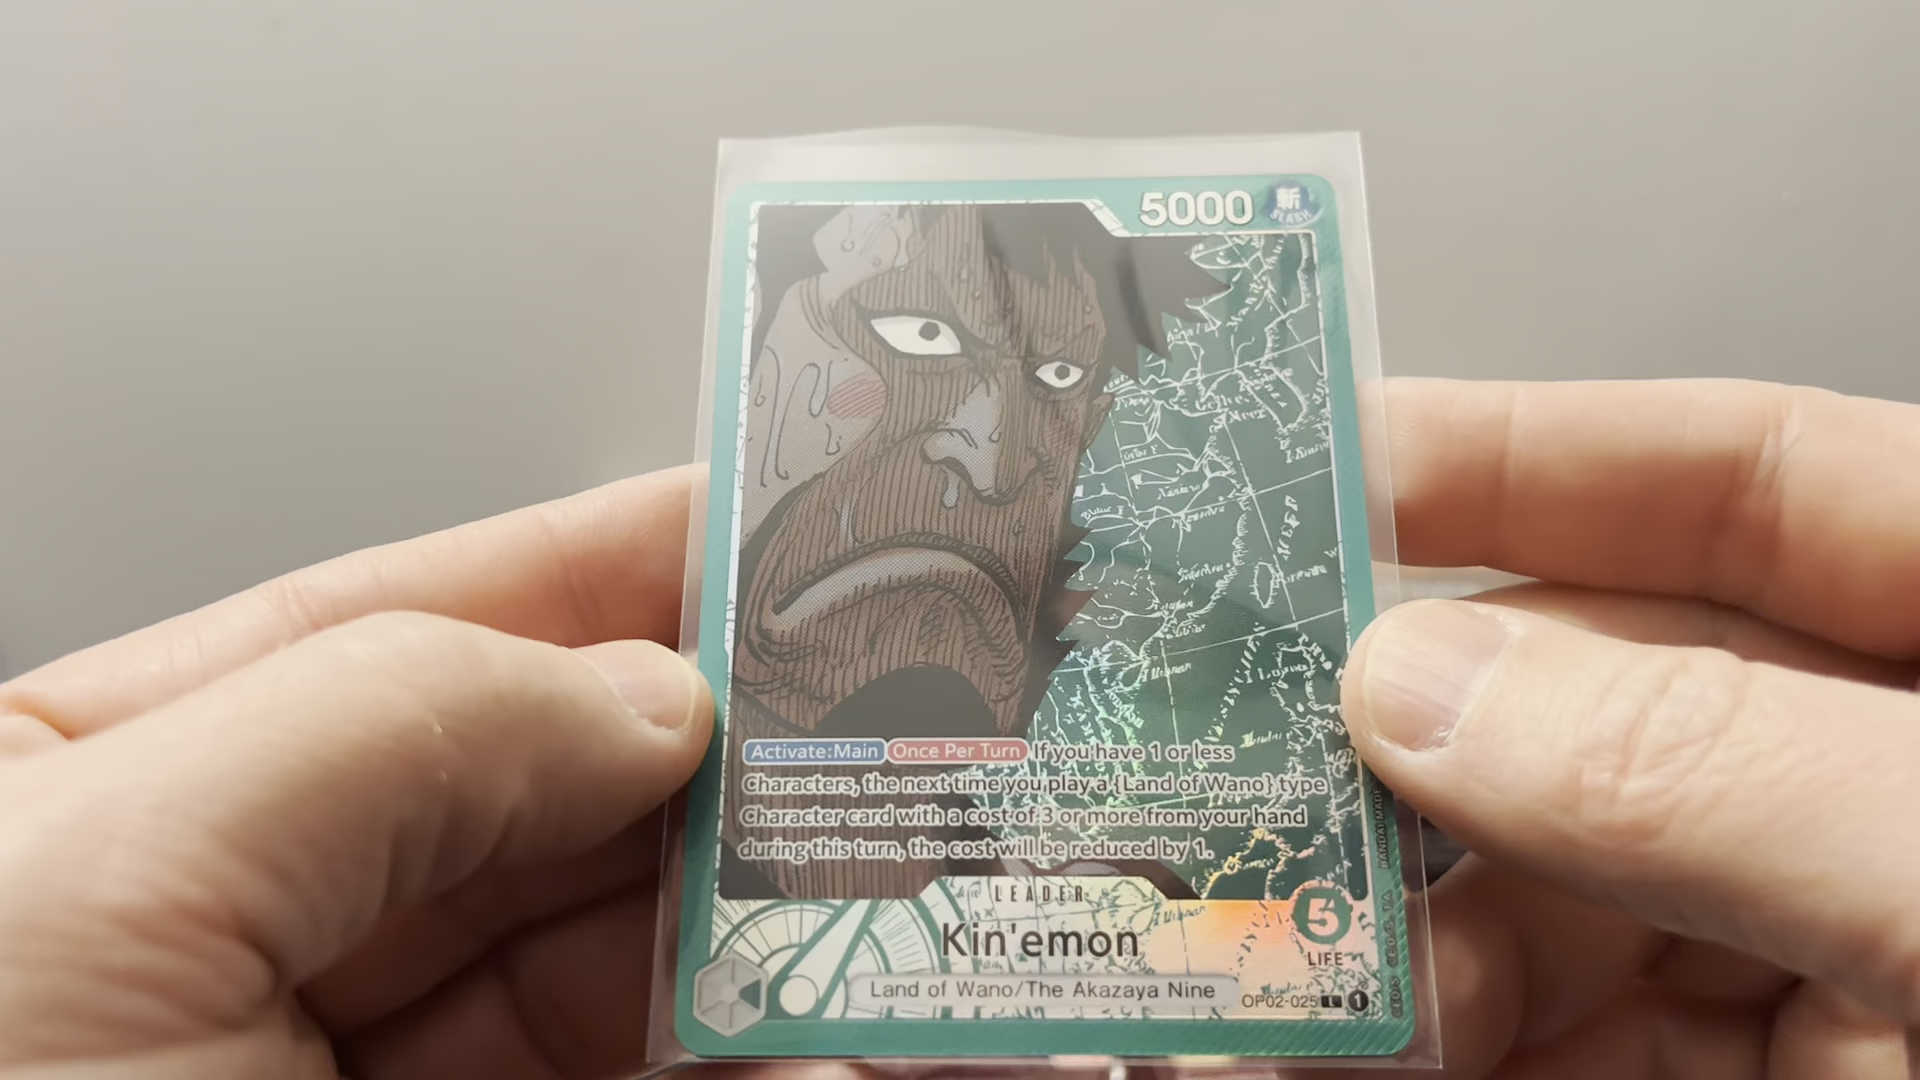 5000 斬
SLASH
Activate:Main Once Per Turn If you have 1 or less
Characters, the next time you play a {Land of Wano} type
Character card with a cost of 3 or more from your hand
during this turn, the cost will be reduced by 1.
LEADER
Kin'emon
5
LIFE
Land of Wano/The Akazaya Nine
OP02-025 L 1
BANDAI MADE